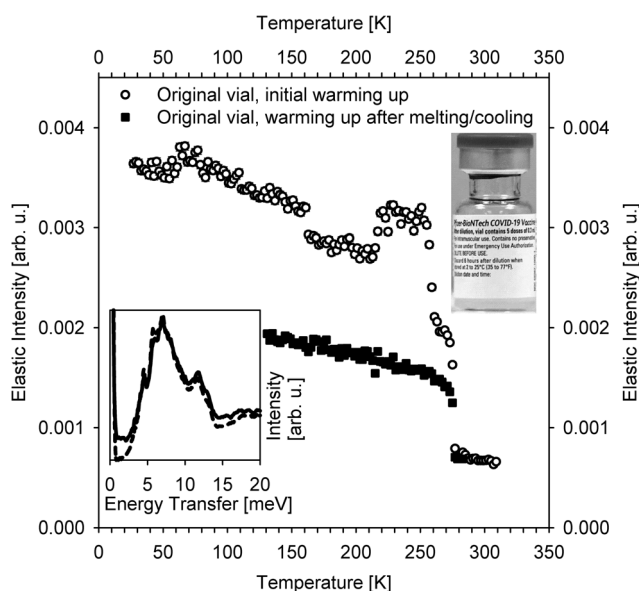 Temperature [K]
0 50 100 150 200 250 300 350
Original vial, initial warming up
Original vial, warming up after melting/cooling
0.004
0.003
0.002
0.001
0.000
Elastic Intensity [arb. u.]
Pfizer-BioNTech COVID-19 Vaccine
After dilution, vial contains 5 doses of 0.3 mL
For intramuscular use. Contains no preservative.
For use under Emergency Use Authorization.
DILUTE BEFORE USE.
Discard 6 hours after dilution when
stored at 2 to 25°C (35 to 77°F).
Dilution date and time:
0.004
0.003
0.002
0.001
0.000
Elastic Intensity [arb. u.]
Intensity
[arb. u.]
0 5 10 15 20
Energy Transfer [meV]
0 50 100 150 200 250 300 350
Temperature [K]